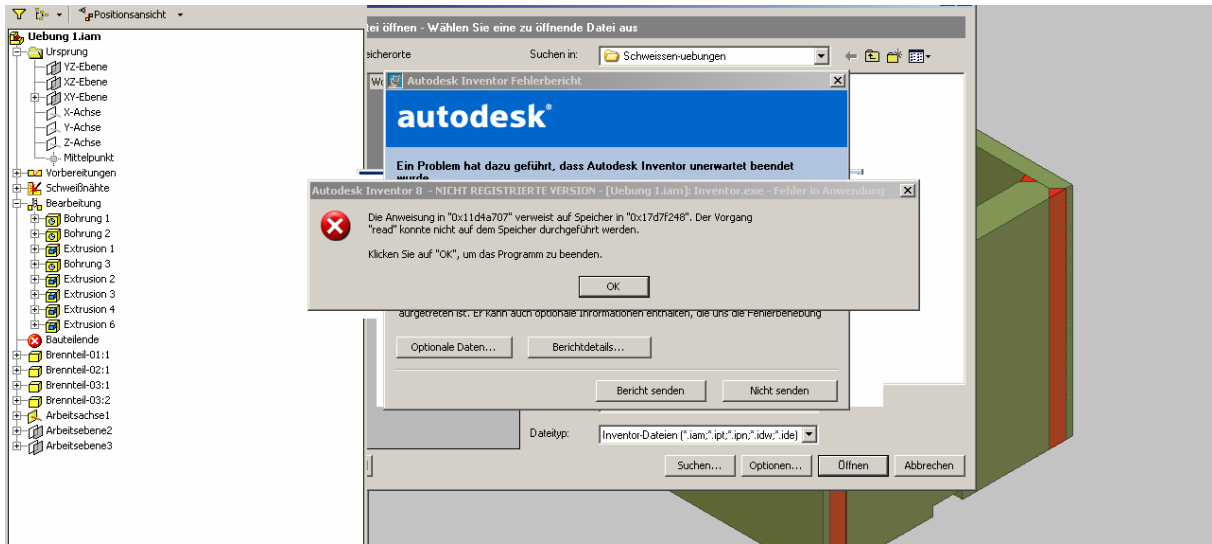 Positionsansicht
Uebung 1.iam
Ursprung
YZ-Ebene
XZ-Ebene
XY-Ebene
X-Achse
Y-Achse
Z-Achse
Mittelpunkt
Vorbereitungen
Schweißnähte
Bearbeitung
Bohrung 1
Bohrung 2
Extrusion 1
Bohrung 3
Extrusion 2
Extrusion 3
Extrusion 4
Extrusion 6
Bauteilende
Brennteil-01:1
Brennteil-02:1
Brennteil-03:1
Brennteil-03:2
Arbeitsachse1
Arbeitsebene2
Arbeitsebene3
tei öffnen - Wählen Sie eine zu öffnende Datei aus
eicherorte
Suchen in: Schweissen-uebungen
Wo
Autodesk Inventor Fehlerbericht
autodesk®
Ein Problem hat dazu geführt, dass Autodesk Inventor unerwartet beendet
wurde
Autodesk Inventor 8 - NICHT REGISTRIERTE VERSION - [Uebung 1.iam]: Inventor.exe - Fehler in Anwendung
Die Anweisung in "0x11d4a707" verweist auf Speicher in "0x17d7f248". Der Vorgang
"read" konnte nicht auf dem Speicher durchgeführt werden.
Klicken Sie auf "OK", um das Programm zu beenden.
OK
aufgetreten ist. Er kann auch optionale Informationen enthalten, die uns die Fehlerbehebung
Optionale Daten... Berichtdetails...
Bericht senden Nicht senden
Dateityp: Inventor-Dateien (*.iam;*.ipt;*.ipn;*.idw;*.ide)
Suchen... Optionen... Öffnen Abbrechen